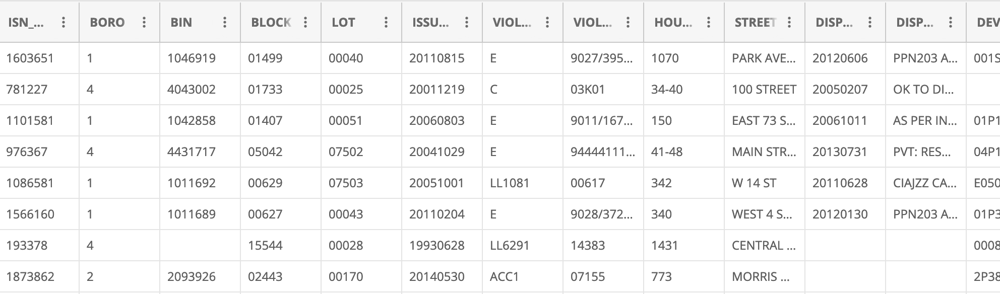 ISN_... BORO BIN BLOCK LOT ISSU... VIOL... VIOL... HOU... STREET DISP... DISP... DEV
1603651 1 1046919 01499 00040 20110815 E 9027/395... 1070 PARK AVE... 20120606 PPN203 A... 001S
781227 4 4043002 01733 00025 20011219 C 03K01 34-40 100 STREET 20050207 OK TO DI...
1101581 1 1042858 01407 00051 20060803 E 9011/167... 150 EAST 73 S... 20061011 AS PER IN... 01P1
976367 4 4431717 05042 07502 20041029 E 94444111... 41-48 MAIN STR... 20130731 PVT: RES... 04P1
1086581 1 1011692 00629 07503 20051001 LL1081 00617 342 W 14 ST 20110628 CIAJZZ CA... E050
1566160 1 1011689 00627 00043 20110204 E 9028/372... 340 WEST 4 S... 20120130 PPN203 A... 01P3
193378 4 15544 00028 19930628 LL6291 14383 1431 CENTRAL ... 0008
1873862 2 2093926 02443 00170 20140530 ACC1 07155 773 MORRIS ... 2P38